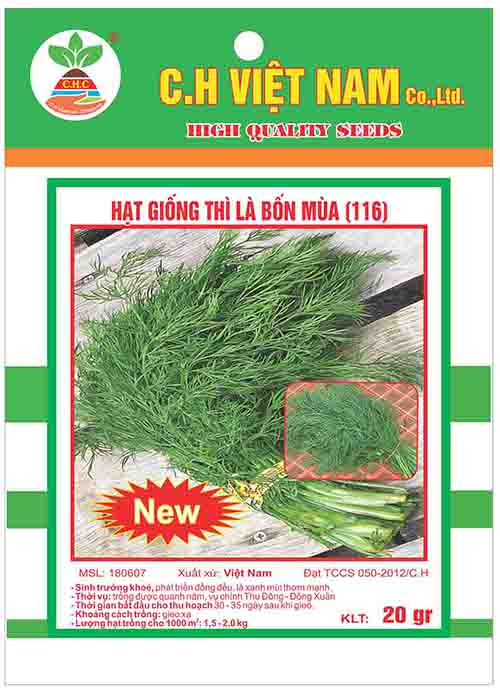 C.H.C
®
C.H VIỆT NAM Co.,Ltd.
HIGH QUALITY SEEDS
HẠT GIỐNG THÌ LÀ BỐN MÙA (116)
New
MSL: 180607 Xuất xứ: Việt Nam Đạt TCCS 050-2012/C.H
- Sinh trưởng khoẻ, phát triển đồng đều, lá xanh mùi thơm mạnh.
- Thời vụ: trồng được quanh năm, vụ chính Thu Đông - Đông Xuân
- Thời gian bắt đầu cho thu hoạch 30 - 35 ngày sau khi gieo.
- Khoảng cách trồng: gieo xạ
- Lượng hạt trồng cho 1000 m²: 1,5 - 2,0 kg
KLT: 20 gr